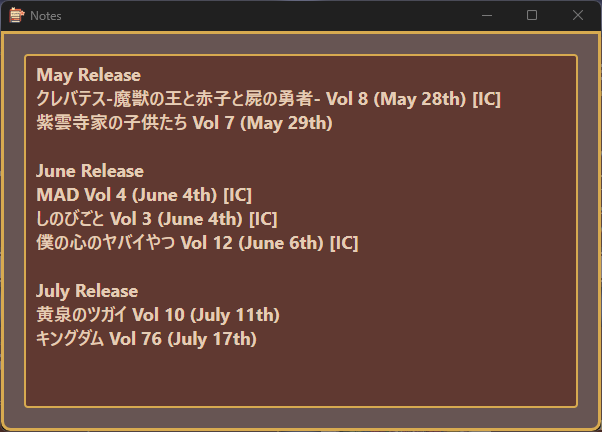 Notes
May Release
クレバテス-魔獣の王と赤子と屍の勇者- Vol 8 (May 28th) [IC]
紫雲寺家の子供たち Vol 7 (May 29th)
June Release
MAD Vol 4 (June 4th) [IC]
しのびごと Vol 3 (June 4th) [IC]
僕の心のヤバイやつ Vol 12 (June 6th) [IC]
July Release
黄泉のツガイ Vol 10 (July 11th)
キングダム Vol 76 (July 17th)